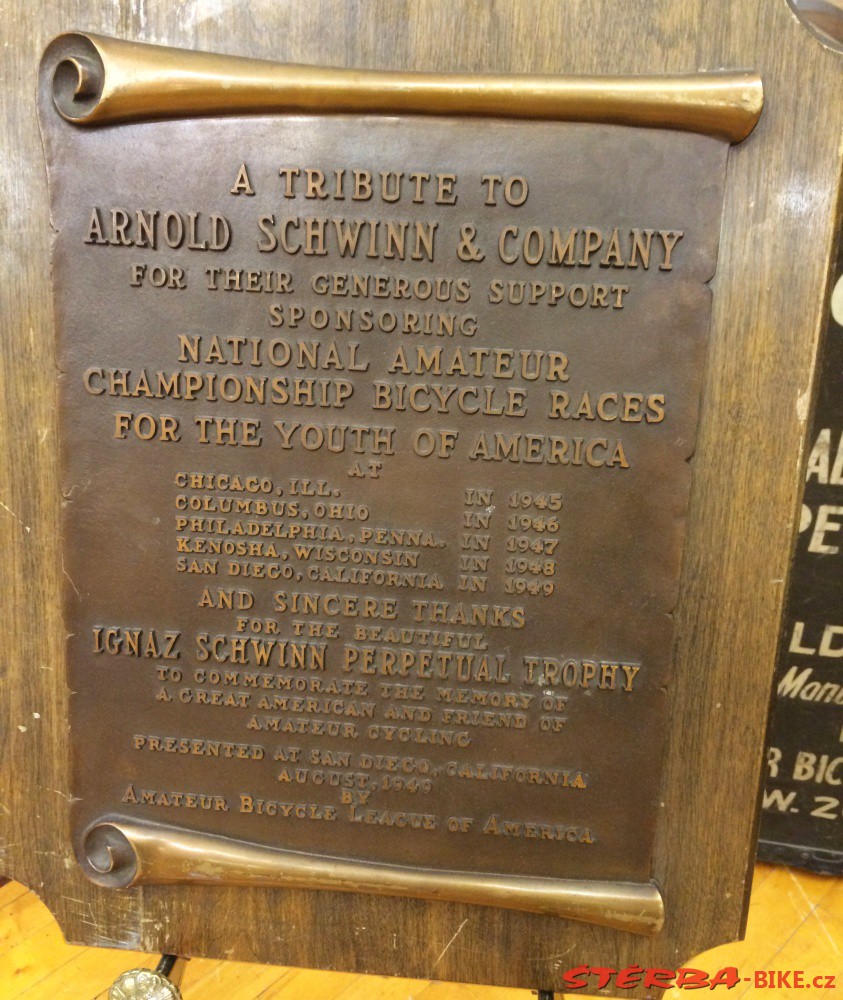 A TRIBUTE TO
ARNOLD SCHWINN & COMPANY
FOR THEIR GENEROUS SUPPORT
SPONSORING
NATIONAL AMATEUR
CHAMPIONSHIP BICYCLE RACES
FOR THE YOUTH OF AMERICA
AT
CHICAGO, ILL. IN 1945
COLUMBUS, OHIO IN 1946
PHILADELPHIA, PENNA. IN 1947
KENOSHA, WISCONSIN IN 1948
SAN DIEGO, CALIFORNIA IN 1949
AND SINCERE THANKS
FOR THE BEAUTIFUL
IGNAZ SCHWINN PERPETUAL TROPHY
TO COMMEMORATE THE MEMORY OF
A GREAT AMERICAN AND FRIEND OF
AMATEUR CYCLING
PRESENTED AT SAN DIEGO, CALIFORNIA
AUGUST, 1949
BY
AMATEUR BICYCLE LEAGUE OF AMERICA
STERBA-BIKE.cz